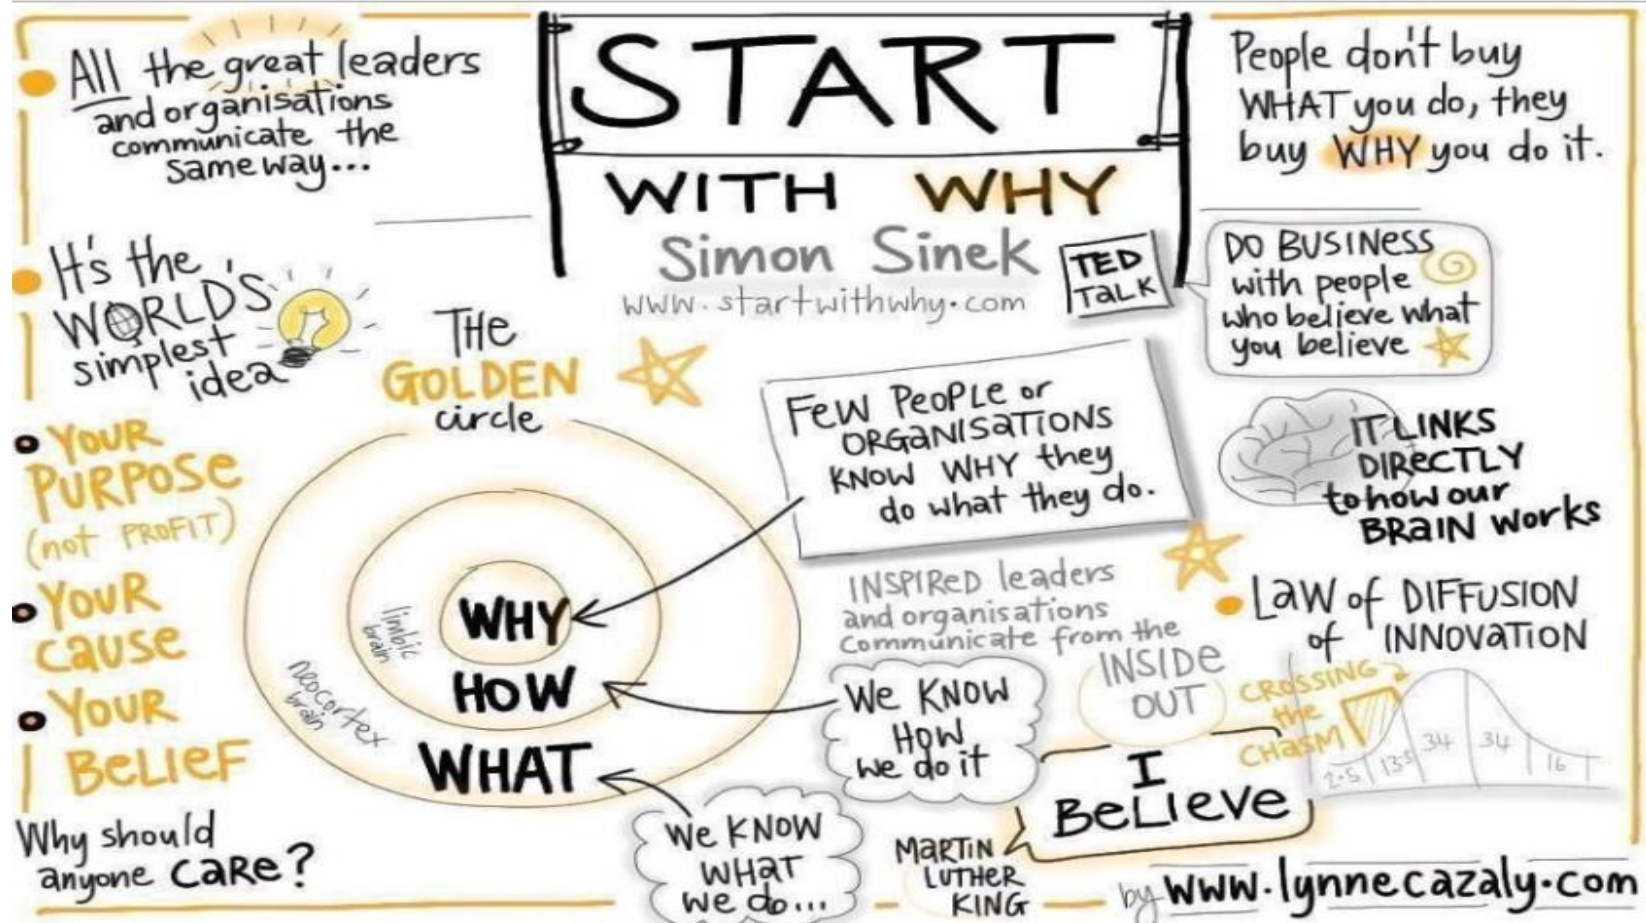 START
WITH WHY
Simon Sinek
www.startwithwhy.com
TED
TALK
All the great leaders
and organisations
communicate the
same way...
It's the
WORLD'S
simplest
idea
YOUR
PURPOSE
(not PROFIT)
YOUR
CAUSE
YOUR
BELIEF
Why should
anyone CARE?
THE
GOLDEN
circle
WHY
HOW
WHAT
limbic
brain
neocortex
brain
FEW PEOPLE or
ORGANISATIONS
KNOW WHY they
do what they do.
INSPIRED leaders
and organisations
communicate from the
INSIDE
OUT
We KNOW
HOW
we do it
We KNOW
WHAT
we do...
I
BELIEVE
MARTIN
LUTHER
KING
People don't buy
WHAT you do, they
buy WHY you do it.
DO BUSINESS
with people
who believe what
you believe
IT LINKS
DIRECTLY
to how our
BRAIN works
LAW of DIFFUSION
of INNOVATION
CROSSING
the
CHASM
2.5 13.5 34 34 16
by www.lynnecazaly.com